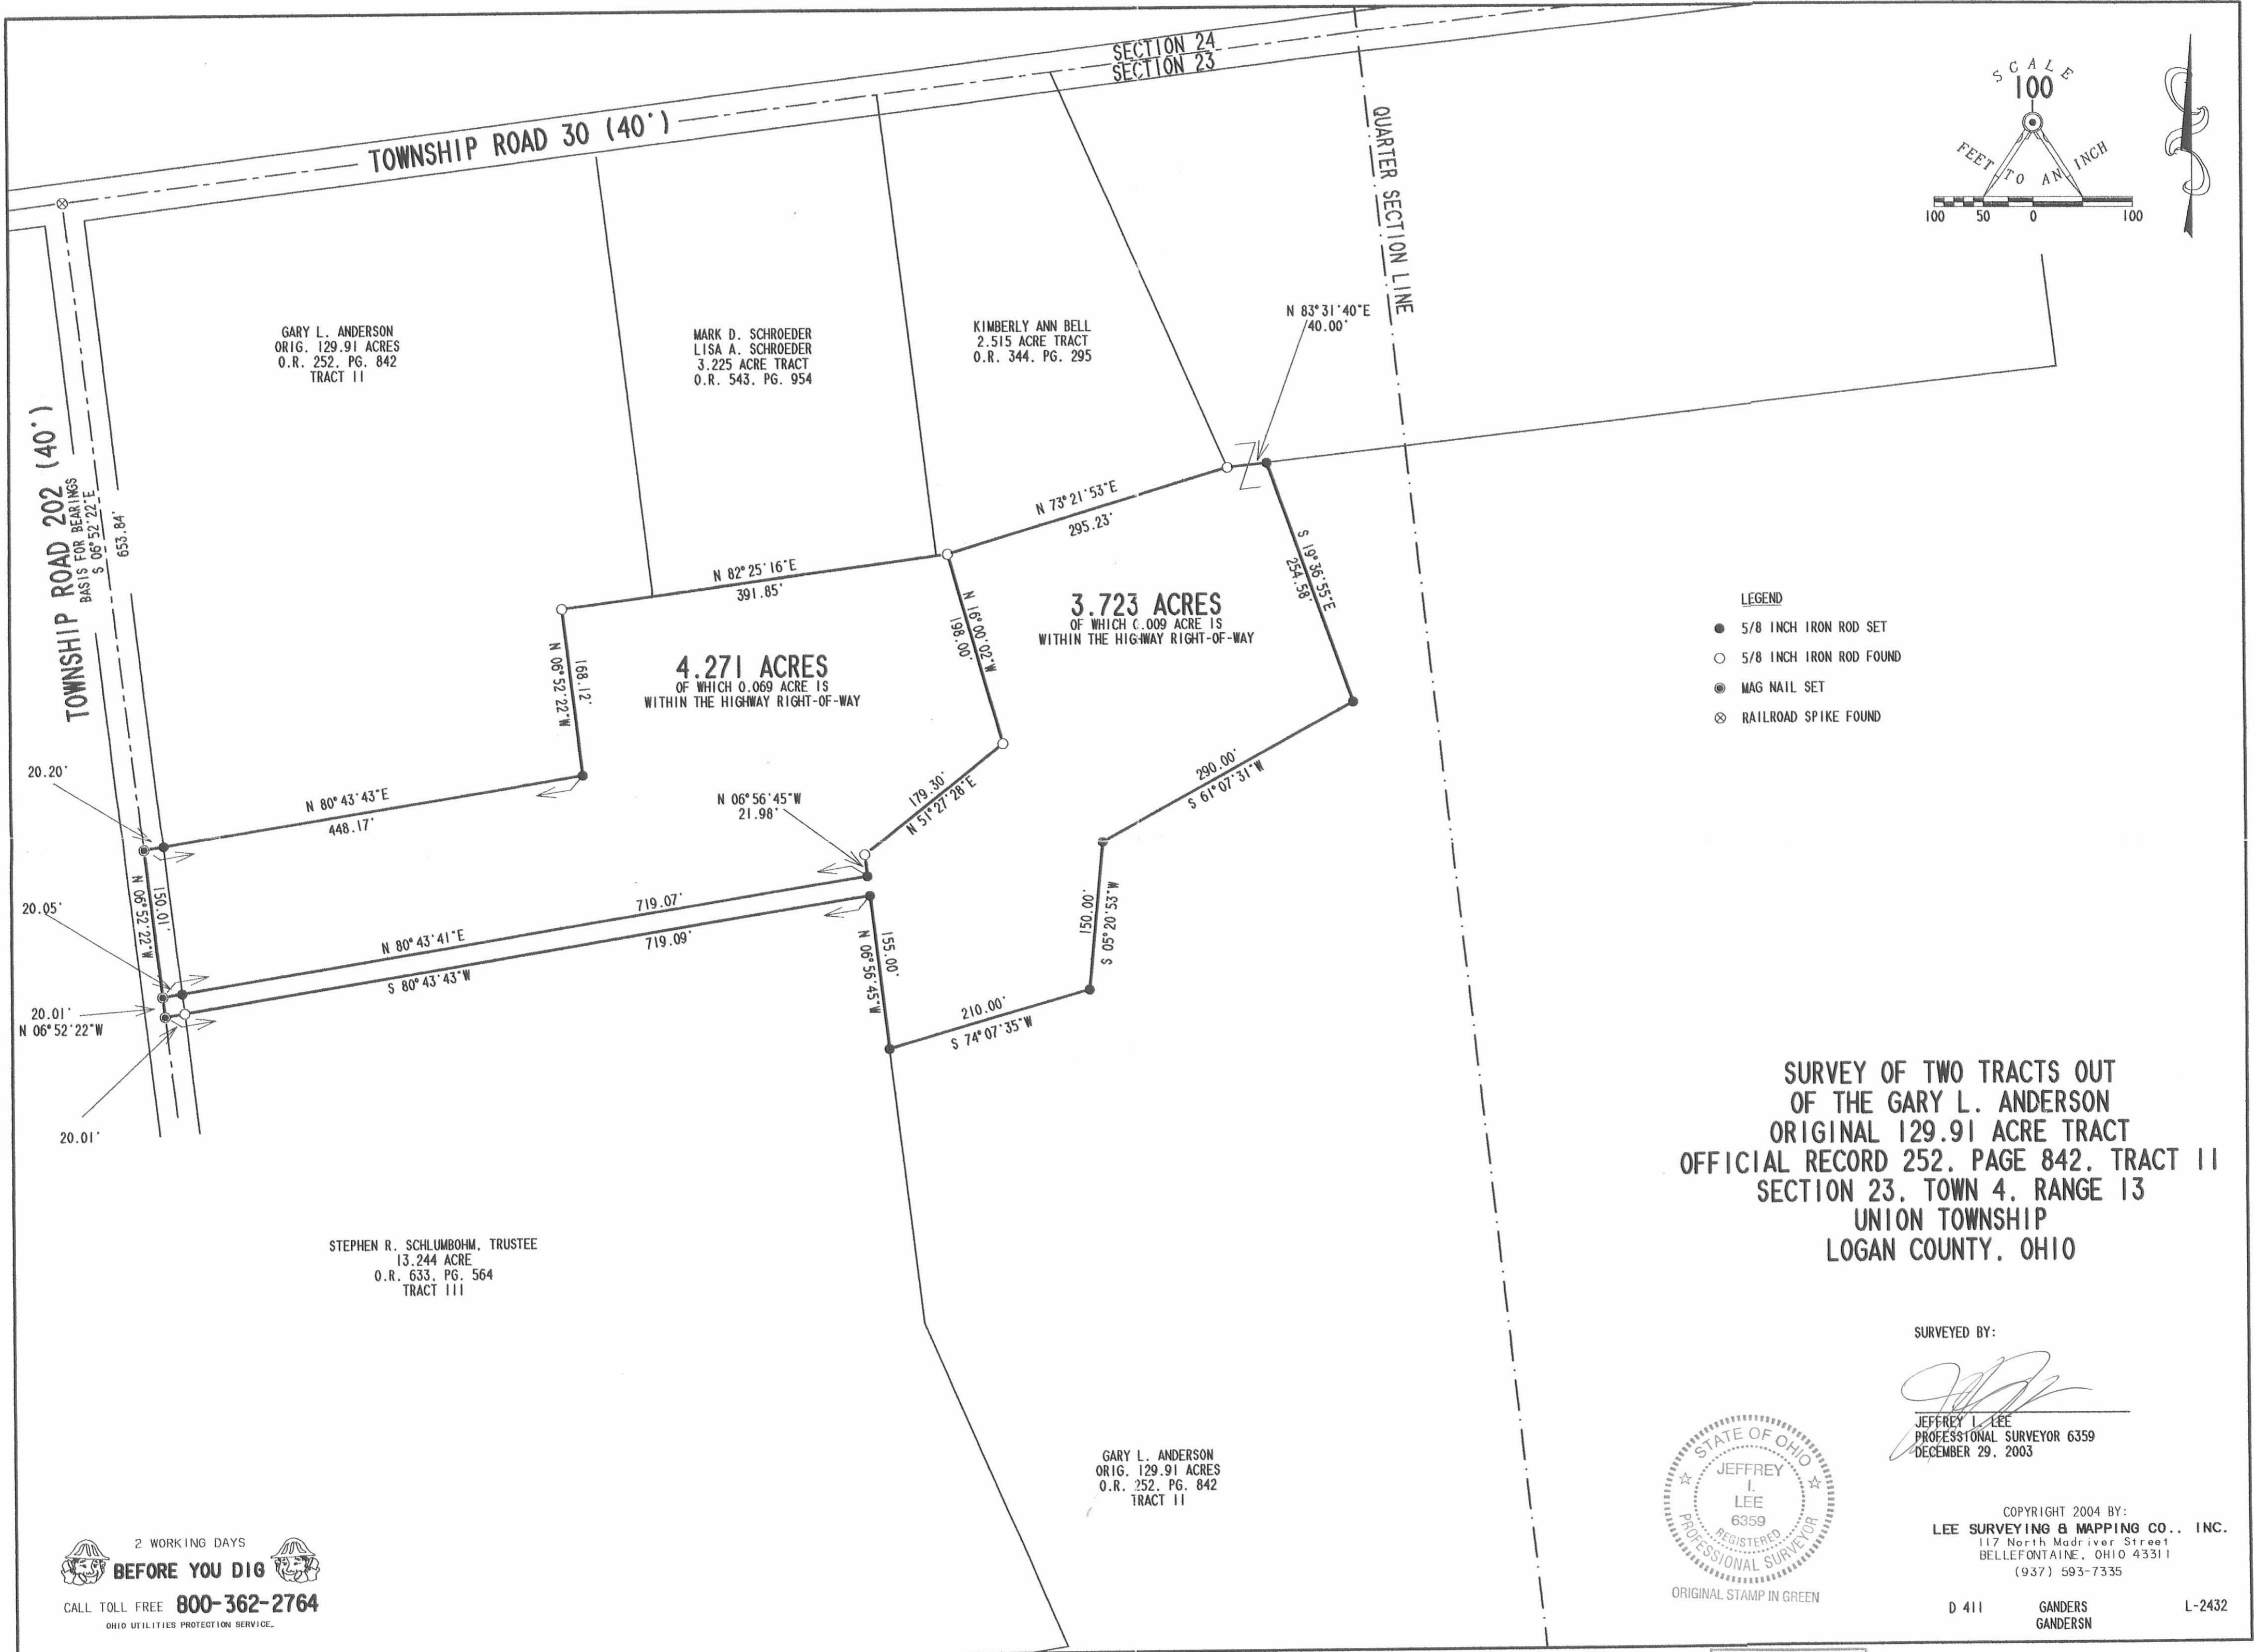 SECTION 24
SECTION 23
TOWNSHIP ROAD 30 (40')
SCALE
100
FEET TO AN INCH
100 50 0 100
QUARTER SECTION LINE
GARY L. ANDERSON
ORIG. 129.91 ACRES
O.R. 252, PG. 842
TRACT II
MARK D. SCHROEDER
LISA A. SCHROEDER
3.225 ACRE TRACT
O.R. 543, PG. 954
KIMBERLY ANN BELL
2.515 ACRE TRACT
O.R. 344, PG. 295
N 83°31'40"E
40.00'
TOWNSHIP ROAD 202 (40')
BASIS FOR BEARINGS
S 06°52'22"E
653.84'
N 73°21'53"E
295.23'
S 19°36'55"E
254.58'
N 82°25'16"E
391.85'
N 16°00'02"W
198.00'
3.723 ACRES
OF WHICH 0.009 ACRE IS
WITHIN THE HIGHWAY RIGHT-OF-WAY
LEGEND
5/8 INCH IRON ROD SET
5/8 INCH IRON ROD FOUND
MAG NAIL SET
RAILROAD SPIKE FOUND
N 06°52'22"W
168.12'
4.271 ACRES
OF WHICH 0.069 ACRE IS
WITHIN THE HIGHWAY RIGHT-OF-WAY
20.20'
N 80°43'43"E
448.17'
N 06°56'45"W
21.98'
179.30'
N 51°27'28"E
290.00'
S 61°07'31"W
N 06°52'22"W
150.01'
20.05'
719.07'
N 80°43'41"E
719.09'
S 80°43'43"W
N 06°56'45"W
155.00'
150.00'
S 05°20'53"W
20.01'
N 06°52'22"W
210.00'
S 74°07'35"W
20.01'
SURVEY OF TWO TRACTS OUT
OF THE GARY L. ANDERSON
ORIGINAL 129.91 ACRE TRACT
OFFICIAL RECORD 252, PAGE 842, TRACT II
SECTION 23, TOWN 4, RANGE 13
UNION TOWNSHIP
LOGAN COUNTY, OHIO
STEPHEN R. SCHLUMBOHM, TRUSTEE
13.244 ACRE
O.R. 633, PG. 564
TRACT III
GARY L. ANDERSON
ORIG. 129.91 ACRES
O.R. 252, PG. 842
TRACT II
SURVEYED BY:
JEFFREY I. LEE
PROFESSIONAL SURVEYOR 6359
DECEMBER 29, 2003
STATE OF OHIO
JEFFREY
I.
LEE
6359
REGISTERED
PROFESSIONAL SURVEYOR
ORIGINAL STAMP IN GREEN
COPYRIGHT 2004 BY:
LEE SURVEYING & MAPPING CO., INC.
117 North Madriver Street
BELLEFONTAINE, OHIO 43311
(937) 593-7335
D 411 GANDERS L-2432
GANDERSN
2 WORKING DAYS
BEFORE YOU DIG
CALL TOLL FREE 800-362-2764
OHIO UTILITIES PROTECTION SERVICE.